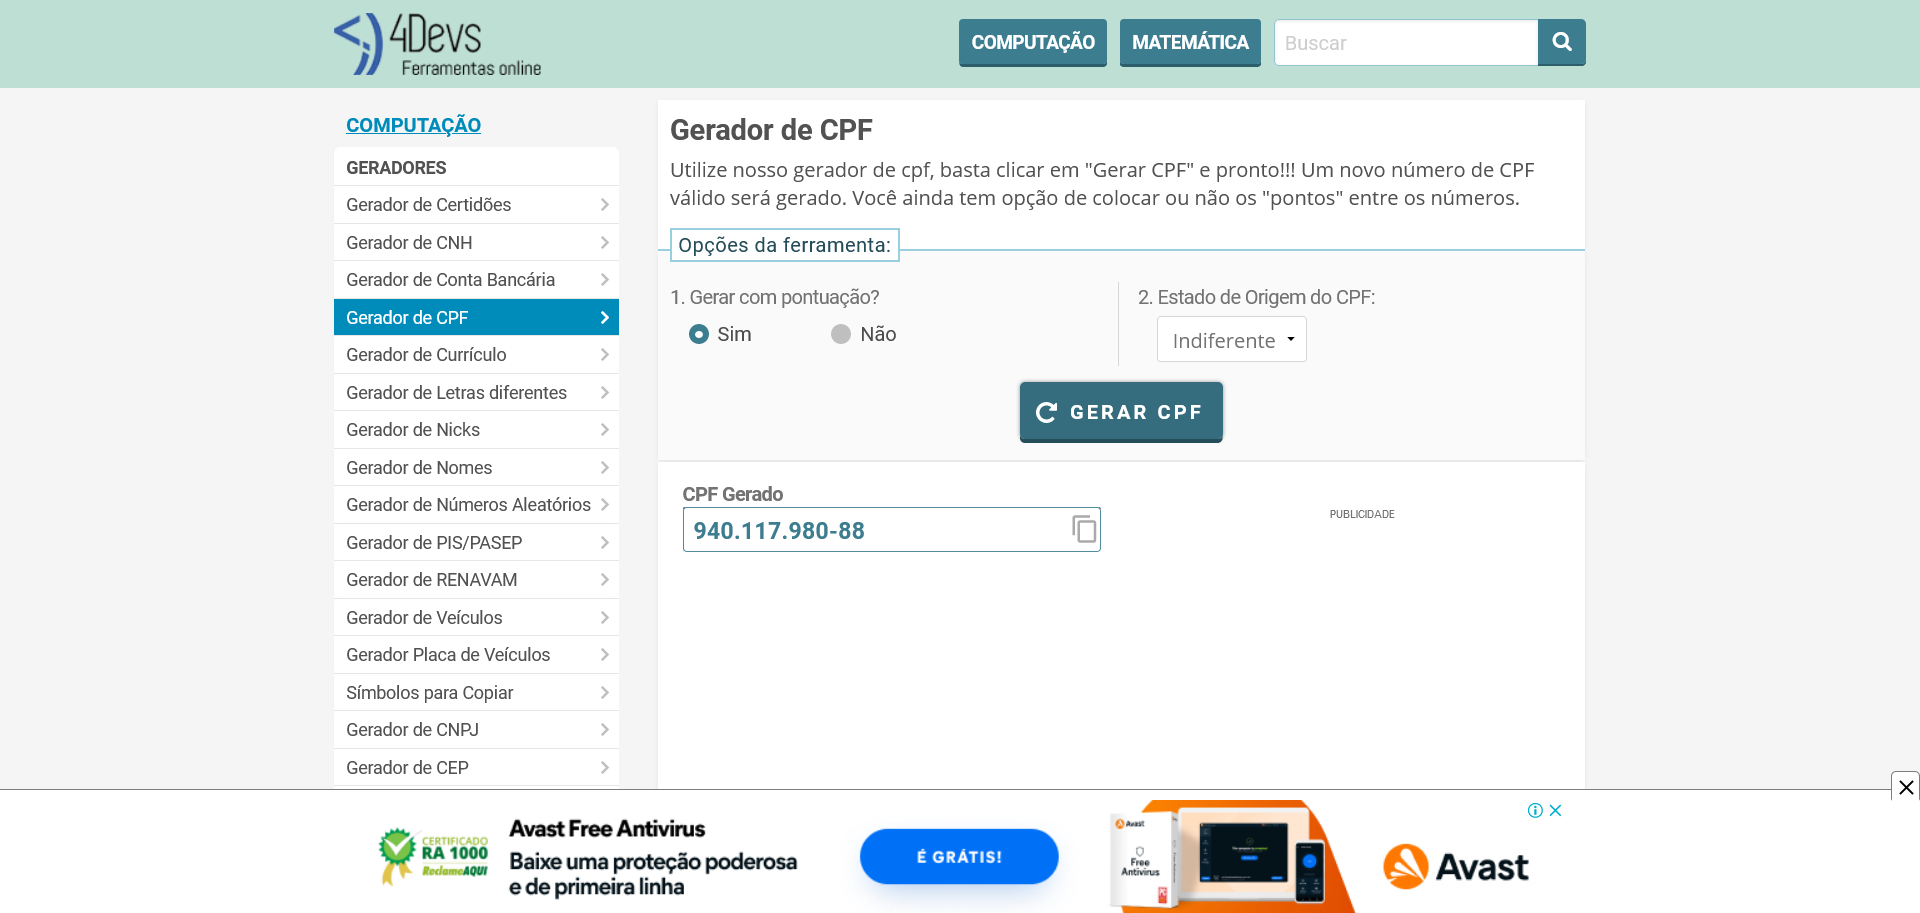 4Devs
Ferramentas online
COMPUTAÇÃO
MATEMÁTICA
Buscar
COMPUTAÇÃO
GERADORES
Gerador de Certidões
Gerador de CNH
Gerador de Conta Bancária
Gerador de CPF
Gerador de Currículo
Gerador de Letras diferentes
Gerador de Nicks
Gerador de Nomes
Gerador de Números Aleatórios
Gerador de PIS/PASEP
Gerador de RENAVAM
Gerador de Veículos
Gerador Placa de Veículos
Símbolos para Copiar
Gerador de CNPJ
Gerador de CEP
Gerador de CPF
Utilize nosso gerador de cpf, basta clicar em "Gerar CPF" e pronto!!! Um novo número de CPF
válido será gerado. Você ainda tem opção de colocar ou não os "pontos" entre os números.
Opções da ferramenta:
1. Gerar com pontuação?
Sim
Não
2. Estado de Origem do CPF:
Indiferente
GERAR CPF
CPF Gerado
940.117.980-88
PUBLICIDADE
CERTIFICADO
RA 1000
ReclameAQUI
Avast Free Antivirus
Baixe uma proteção poderosa
e de primeira linha
É GRÁTIS!
Avast
Free
Antivirus
Avast